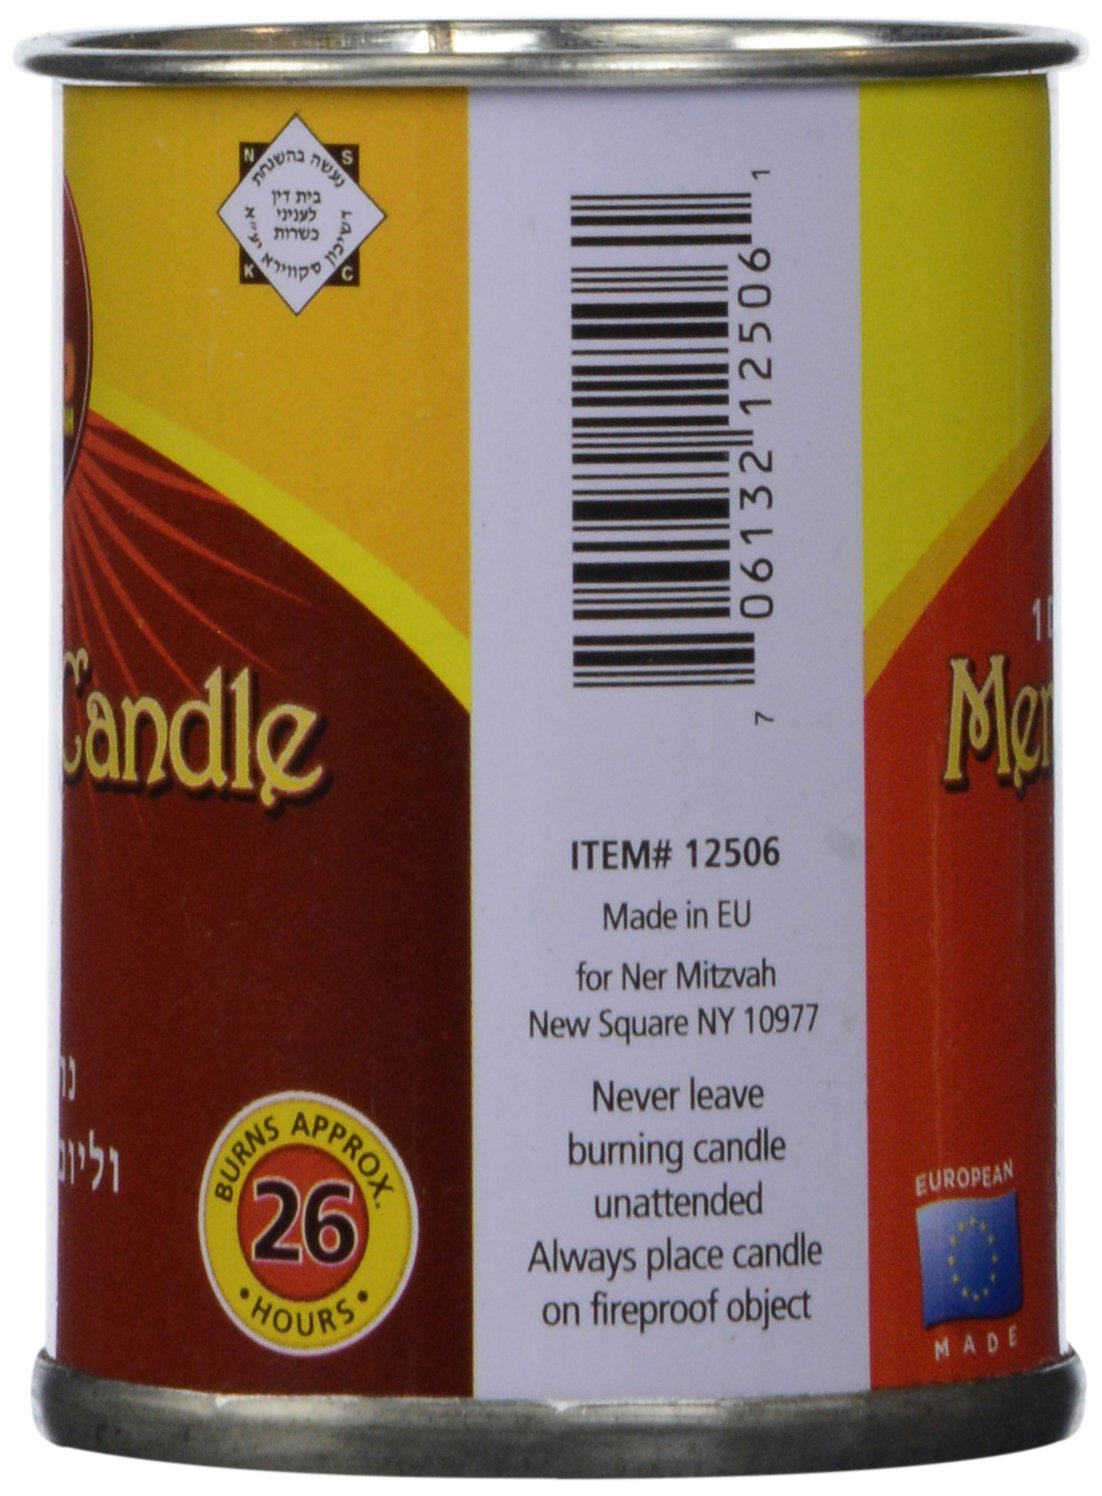 N S
נעשה בהשגחת
בית דין
לעניני
כשרות
דשיכון סקווירא יע"א
K C
Candle
BURNS APPROX.
26
• HOURS •
7 06132 12506 1
ITEM# 12506
Made in EU
for Ner Mitzvah
New Square NY 10977
Never leave
burning candle
unattended
Always place candle
on fireproof object
EUROPEAN
MADE